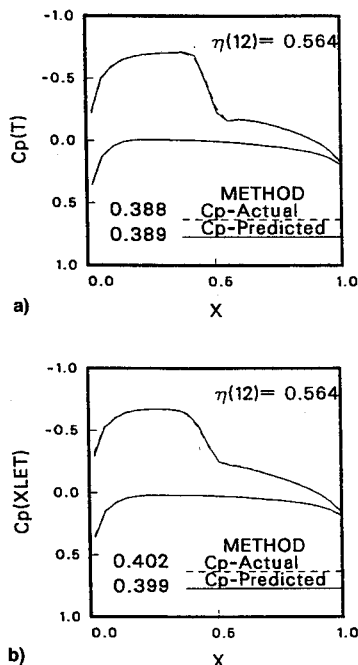 η(12)= 0.564
-1.0
-0.5
0.0
0.5
1.0
Cp(T)
METHOD
0.388 Cp-Actual
0.389 Cp-Predicted
0.0 0.5 1.0
X
a)
η(12)= 0.564
-1.0
-0.5
0.0
0.5
1.0
Cp(XLET)
METHOD
0.402 Cp-Actual
0.399 Cp-Predicted
0.0 0.5 1.0
X
b)